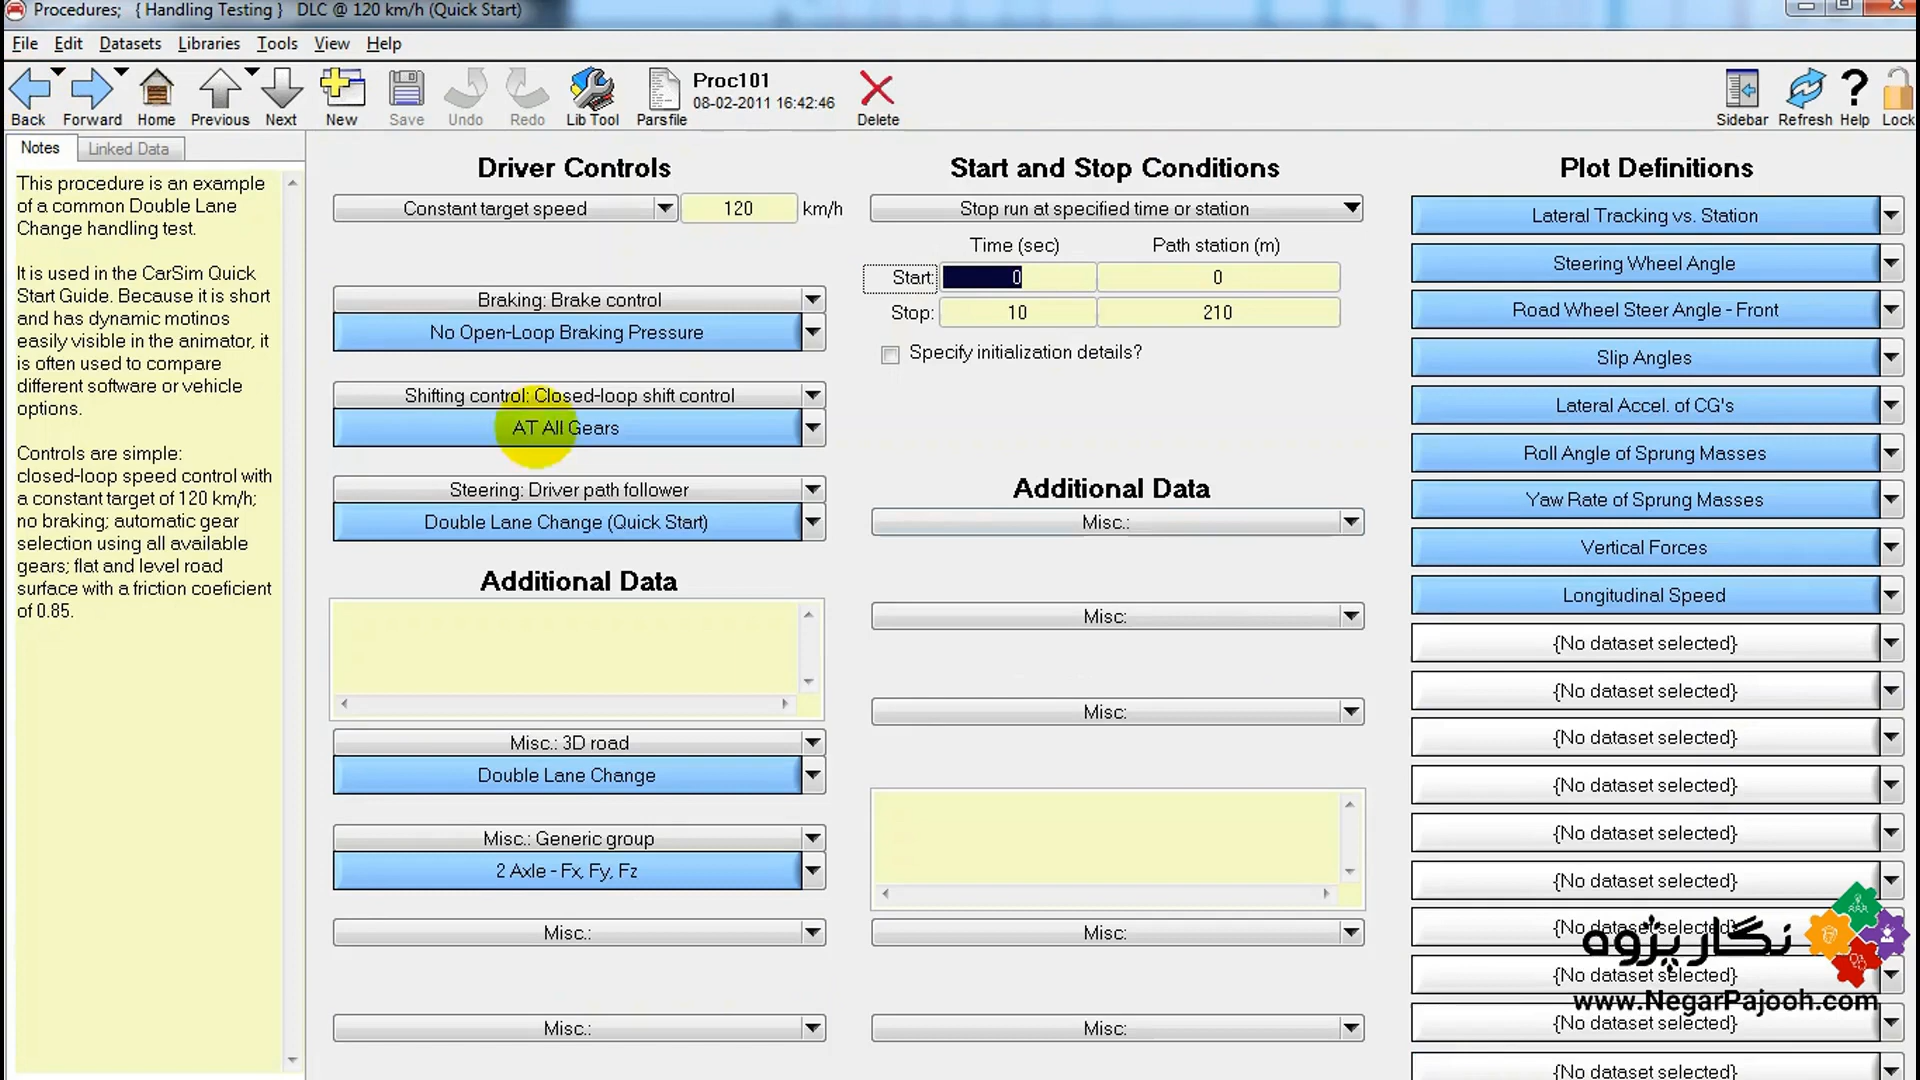 Procedures; { Handling Testing } DLC @ 120 km/h (Quick Start)
File Edit Datasets Libraries Tools View Help
Back Forward Home Previous Next New Save Undo Redo Lib Tool Parsfile
Proc101
08-02-2011 16:42:46
Delete
Sidebar Refresh Help Lock
Notes Linked Data
This procedure is an example
of a common Double Lane
Change handling test.
It is used in the CarSim Quick
Start Guide. Because it is short
and has dynamic motinos
easily visible in the animator, it
is often used to compare
different software or vehicle
options.
Controls are simple:
closed-loop speed control with
a constant target of 120 km/h;
no braking; automatic gear
selection using all available
gears; flat and level road
surface with a friction coeficient
of 0.85.
Driver Controls
Constant target speed 120 km/h
Braking: Brake control
No Open-Loop Braking Pressure
Shifting control: Closed-loop shift control
AT All Gears
Steering: Driver path follower
Double Lane Change (Quick Start)
Additional Data
Misc.: 3D road
Double Lane Change
Misc.: Generic group
2 Axle - Fx, Fy, Fz
Misc.:
Misc.:
Start and Stop Conditions
Stop run at specified time or station
Time (sec) Path station (m)
Start: 0 0
Stop: 10 210
Specify initialization details?
Additional Data
Misc.:
Misc:
Misc:
Misc:
Misc:
Plot Definitions
Lateral Tracking vs. Station
Steering Wheel Angle
Road Wheel Steer Angle - Front
Slip Angles
Lateral Accel. of CG's
Roll Angle of Sprung Masses
Yaw Rate of Sprung Masses
Vertical Forces
Longitudinal Speed
{No dataset selected}
{No dataset selected}
{No dataset selected}
{No dataset selected}
{No dataset selected}
{No dataset selected}
{No dataset selected}
{No dataset selected}
{No dataset selected}
{No dataset selected}
نگار پژوه
www.NegarPajooh.com